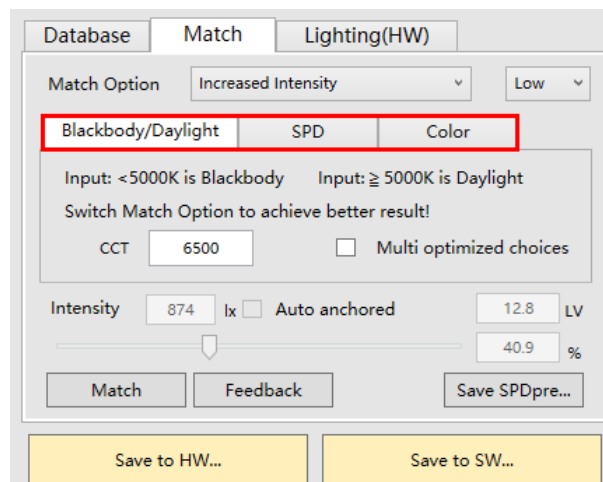 Database Match Lighting(HW)
Match Option Increased Intensity Low
Blackbody/Daylight SPD Color
Input: <5000K is Blackbody Input: ≧ 5000K is Daylight
Switch Match Option to achieve better result!
CCT 6500 Multi optimized choices
Intensity 874 lx Auto anchored 12.8 LV
40.9 %
Match Feedback Save SPDpre...
Save to HW... Save to SW...